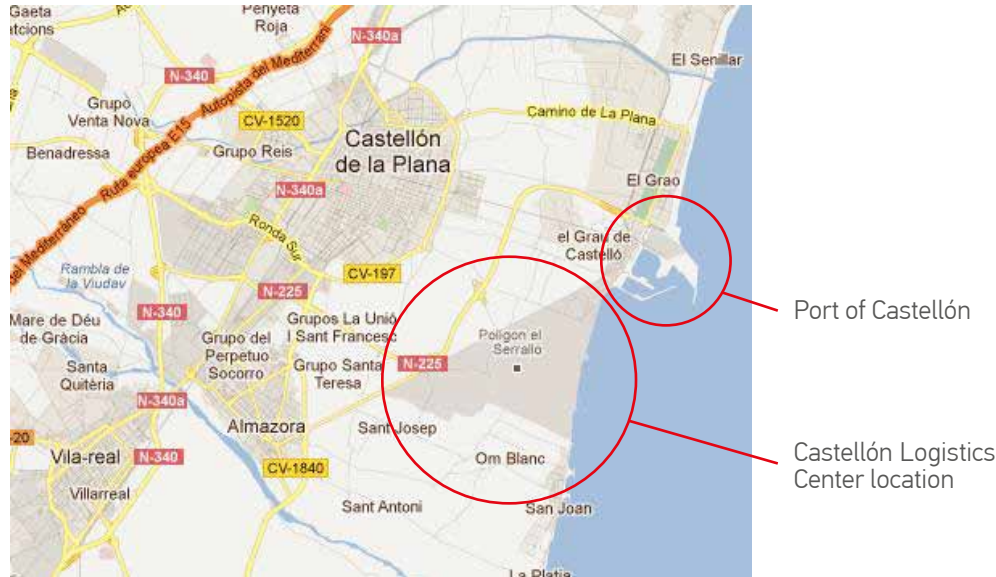 Gaeta
Penyeta
Roja
N-340a
El Senillar
N-340
Autopista del Mediterrani
Grupo
Venta Nova
CV-1520
Camino de La Plana
Castellón
de la Plana
Benadressa
Grupo Reis
Ruta europea E15
N-340a
El Grao
Ronda Sur
el Grau de
Castelló
del Mediterráneo
Rambla de
la Viudav
CV-197
N-225
Port of Castellón
Mare de Déu
de Gràcia
N-340
Grupos La Unió
I Sant Francesc
Grupo del
Perpetuo
Socorro
Poligon el
Serrallo
Santa
Quitèria
Grupo Santa
Teresa
N-225
N-340a
-20
Almazora
Sant Josep
Vila-real
N-340
CV-1840
Om Blanc
Castellón Logistics
Center location
Villarreal
Sant Antoni
San Joan
La Platja